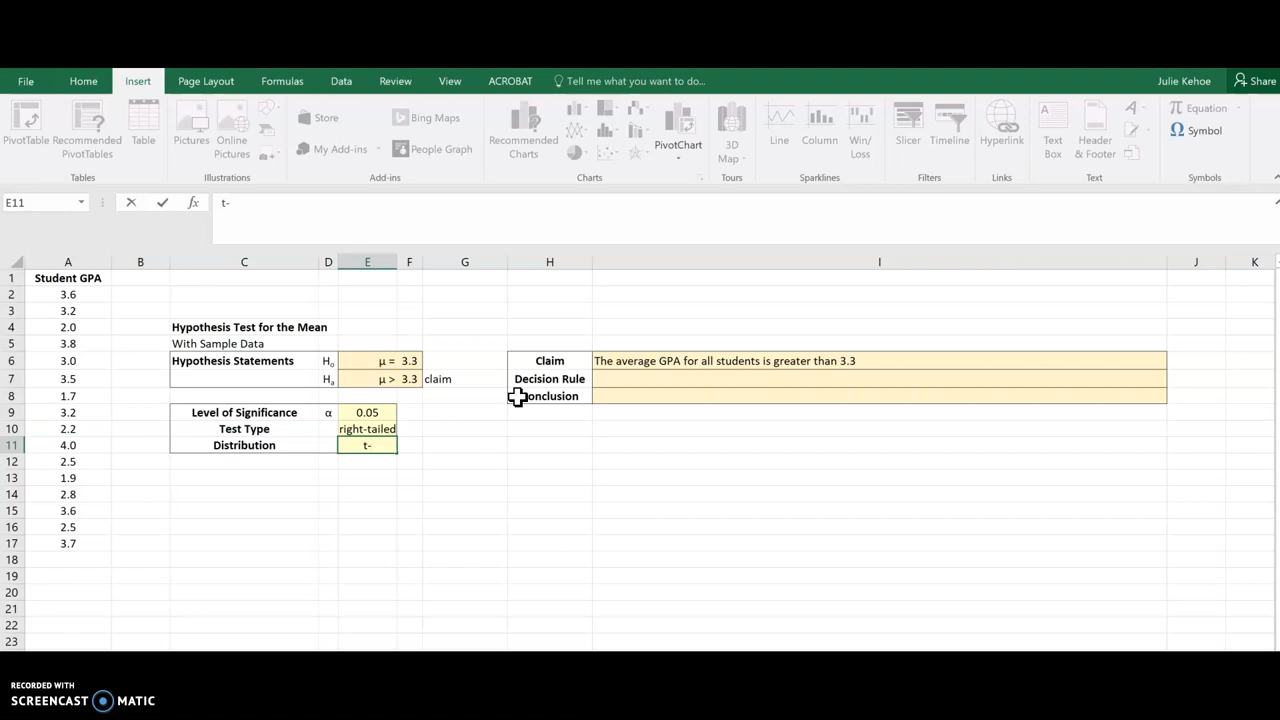 File Home Insert Page Layout Formulas Data Review View ACROBAT Tell me what you want to do... Julie Kehoe Share
PivotTable Recommended PivotTables Table Pictures Online Pictures Store My Add-ins Bing Maps People Graph Recommended Charts PivotChart 3D Map Line Column Win/Loss Slicer Timeline Hyperlink Text Box Header & Footer A Equation Symbol
Tables Illustrations Add-ins Charts Tours Sparklines Filters Links Text Symbols
E11 fx t-
A B C D E F G H I J K
1 Student GPA
2 3.6
3 3.2
4 2.0 Hypothesis Test for the Mean
5 3.8 With Sample Data
6 3.0 Hypothesis Statements Ho μ = 3.3 Claim The average GPA for all students is greater than 3.3
7 3.5 Ha μ > 3.3 claim Decision Rule
8 1.7 onclusion
9 3.2 Level of Significance α 0.05
10 2.2 Test Type right-tailed
11 4.0 Distribution t-
12 2.5
13 1.9
14 2.8
15 3.6
16 2.5
17 3.7
18
19
20
21
22
23
RECORDED WITH
SCREENCAST MATIC